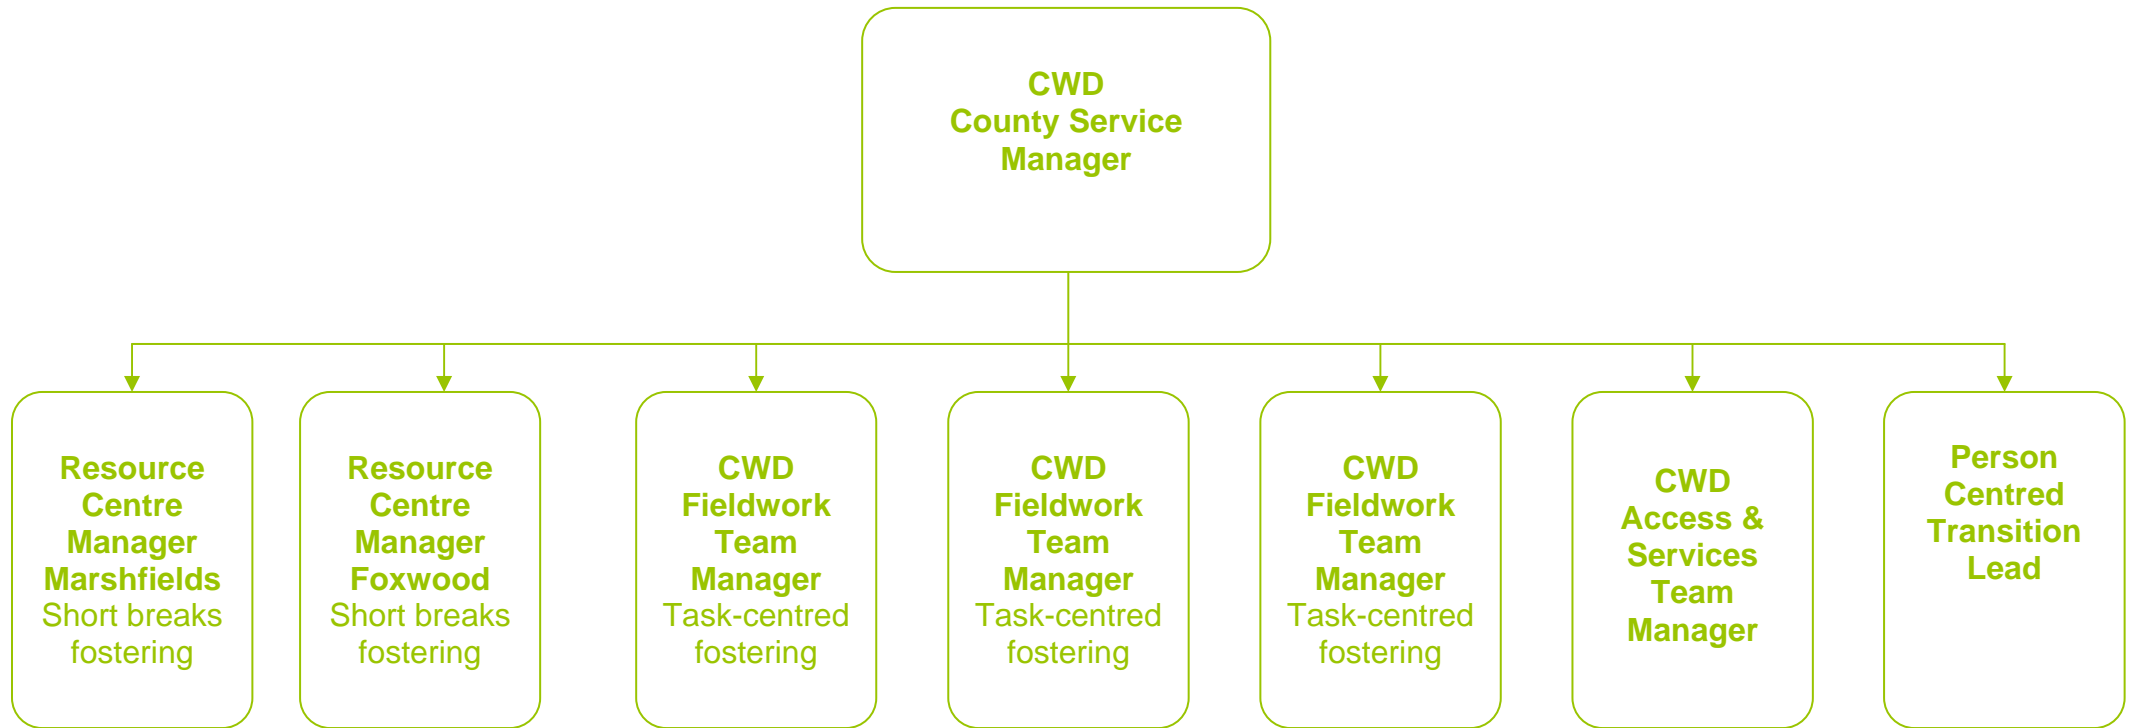 CWD
County Service
Manager
Resource
Centre
Manager
Marshfields
Short breaks
fostering
Resource
Centre
Manager
Foxwood
Short breaks
fostering
CWD
Fieldwork
Team
Manager
Task-centred
fostering
CWD
Fieldwork
Team
Manager
Task-centred
fostering
CWD
Fieldwork
Team
Manager
Task-centred
fostering
CWD
Access &
Services
Team
Manager
Person
Centred
Transition
Lead